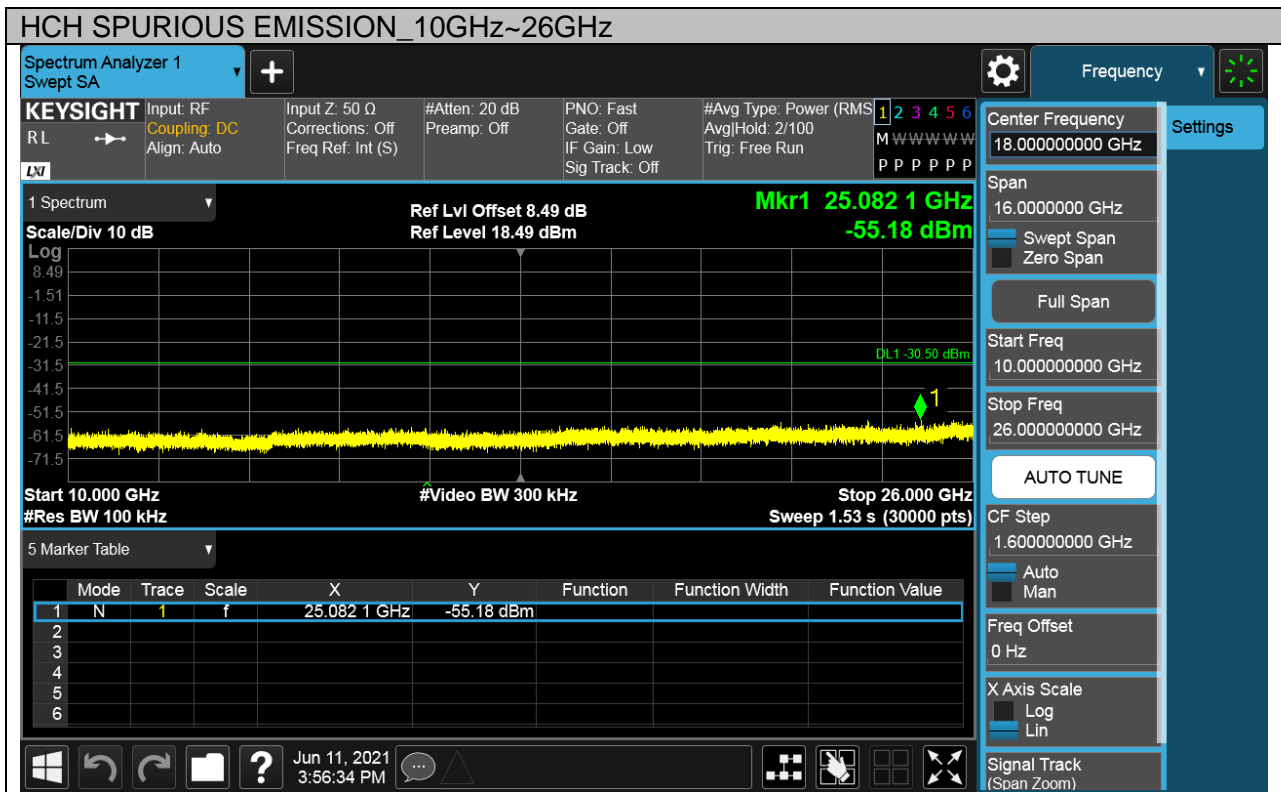 HCH SPURIOUS EMISSION_10GHz~26GHz
Spectrum Analyzer 1
Swept SA
Frequency
KEYSIGHT
RL
LXI
Input: RF
Coupling: DC
Align: Auto
Input Z: 50 Ω
Corrections: Off
Freq Ref: Int (S)
#Atten: 20 dB
Preamp: Off
PNO: Fast
Gate: Off
IF Gain: Low
Sig Track: Off
#Avg Type: Power (RMS
Avg|Hold: 2/100
Trig: Free Run
1 2 3 4 5 6
M W W W W W
P P P P P P
1 Spectrum
Scale/Div 10 dB
Ref Lvl Offset 8.49 dB
Ref Level 18.49 dBm
Mkr1 25.082 1 GHz
-55.18 dBm
Log
8.49
-1.51
-11.5
-21.5
-31.5
-41.5
-51.5
-61.5
-71.5
DL1 -30.50 dBm
1
Start 10.000 GHz
#Video BW 300 kHz
Stop 26.000 GHz
#Res BW 100 kHz
Sweep 1.53 s (30000 pts)
5 Marker Table
Mode Trace Scale X Y Function Function Width Function Value
1 N 1 f 25.082 1 GHz -55.18 dBm
2
3
4
5
6
?
Jun 11, 2021
3:56:34 PM
Center Frequency
18.000000000 GHz
Settings
Span
16.0000000 GHz
Swept Span
Zero Span
Full Span
Start Freq
10.000000000 GHz
Stop Freq
26.000000000 GHz
AUTO TUNE
CF Step
1.600000000 GHz
Auto
Man
Freq Offset
0 Hz
X Axis Scale
Log
Lin
Signal Track
(Span Zoom)